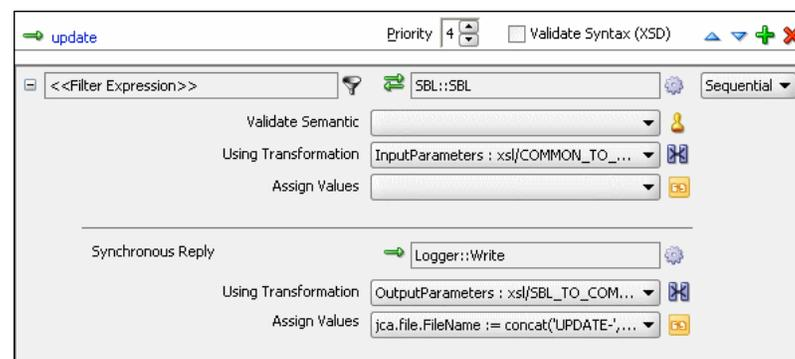 update Priority 4 Validate Syntax (XSD)
<<Filter Expression>> SBL::SBL Sequential
Validate Semantic
Using Transformation InputParameters : xsl/COMMON_TO_...
Assign Values
Synchronous Reply Logger::Write
Using Transformation OutputParameters : xsl/SBL_TO_COM...
Assign Values jca.file.FileName := concat('UPDATE-',...